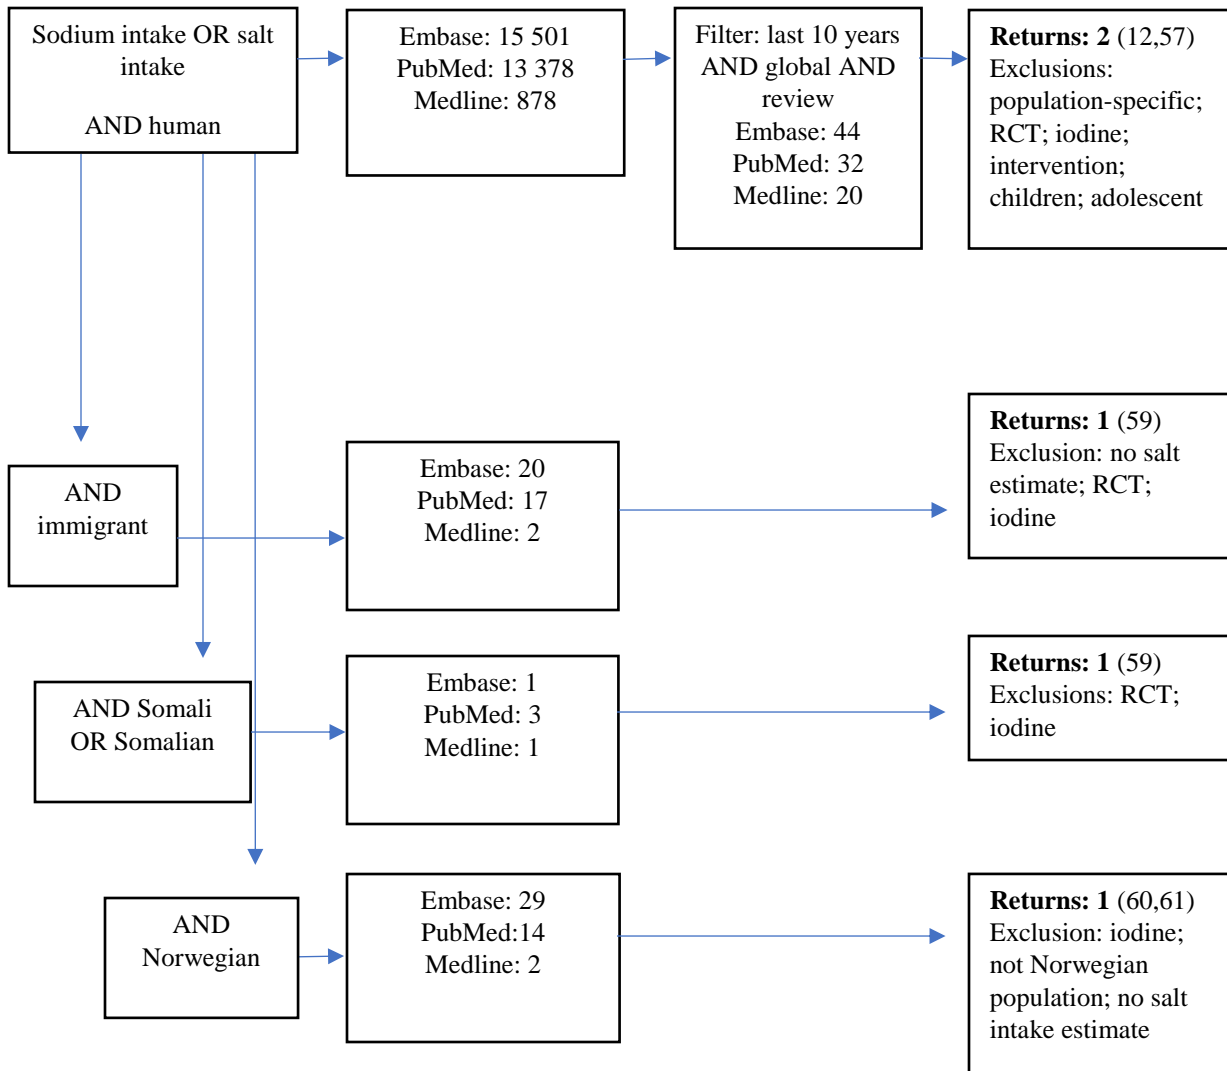 Sodium intake OR salt
intake
AND human
Embase: 15 501
PubMed: 13 378
Medline: 878
Filter: last 10 years
AND global AND
review
Embase: 44
PubMed: 32
Medline: 20
Returns: 2 (12,57)
Exclusions:
population-specific;
RCT; iodine;
intervention;
children; adolescent
AND
immigrant
Embase: 20
PubMed: 17
Medline: 2
Returns: 1 (59)
Exclusion: no salt
estimate; RCT;
iodine
AND Somali
OR Somalian
Embase: 1
PubMed: 3
Medline: 1
Returns: 1 (59)
Exclusions: RCT;
iodine
AND
Norwegian
Embase: 29
PubMed:14
Medline: 2
Returns: 1 (60,61)
Exclusion: iodine;
not Norwegian
population; no salt
intake estimate